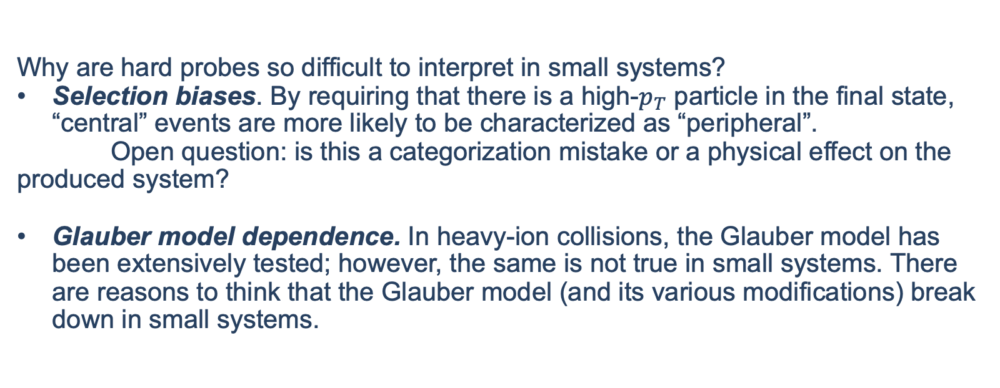 Why are hard probes so difficult to interpret in small systems?
• Selection biases. By requiring that there is a high-𝑝𝑇 particle in the final state,
“central” events are more likely to be characterized as “peripheral”.
Open question: is this a categorization mistake or a physical effect on the
produced system?
• Glauber model dependence. In heavy-ion collisions, the Glauber model has
been extensively tested; however, the same is not true in small systems. There
are reasons to think that the Glauber model (and its various modifications) break
down in small systems.